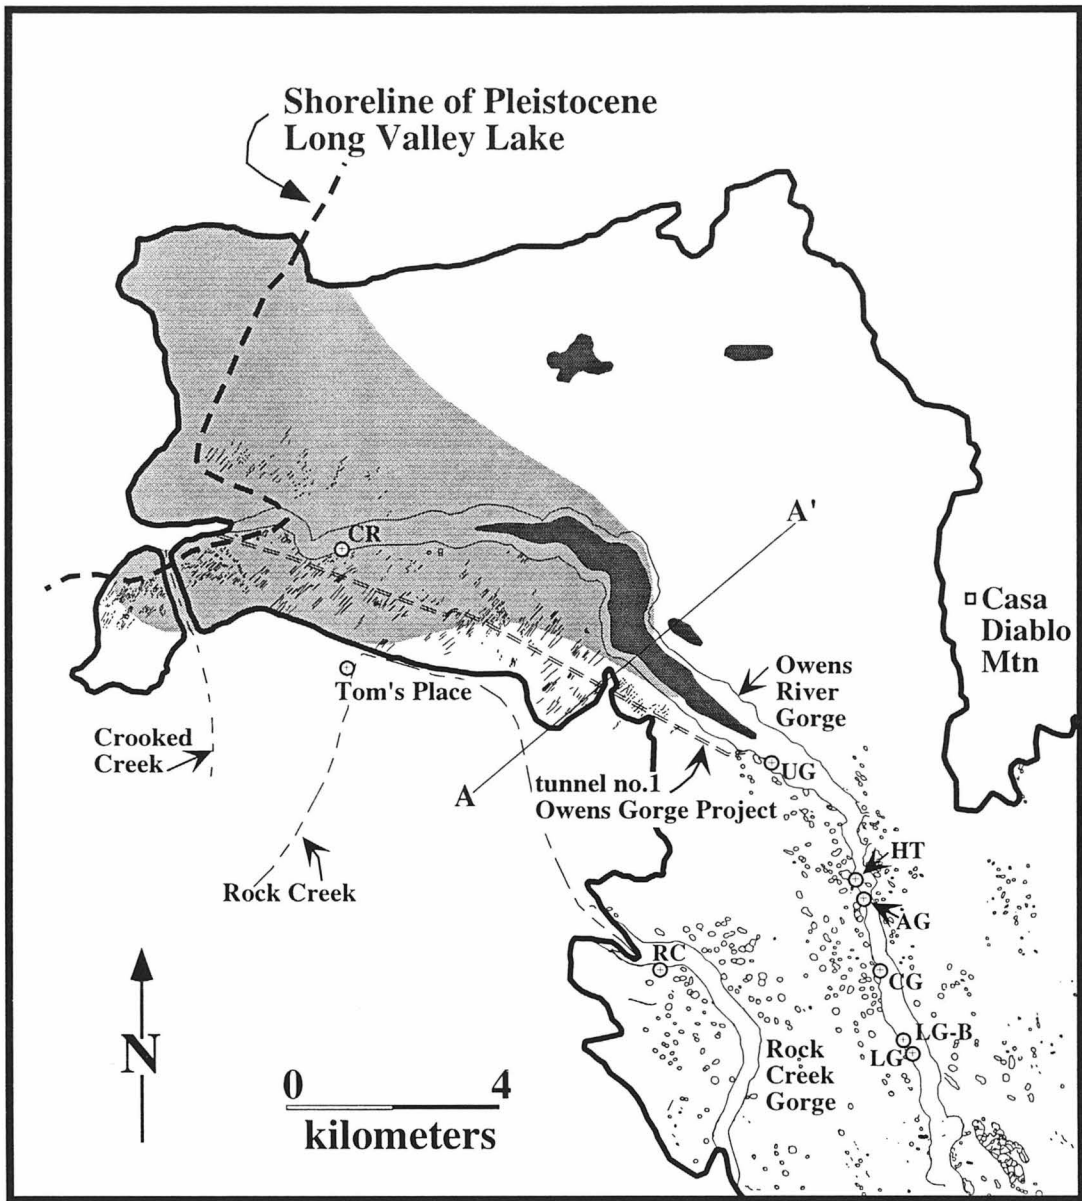 Shoreline of Pleistocene
Long Valley Lake
A'
CR
Casa
Diablo
Mtn
Owens
River
Gorge
Tom's Place
Crooked
Creek
A
tunnel no.1
Owens Gorge Project
UG
HT
Rock Creek
AG
RC
CG
LG-B
LG
Rock
Creek
Gorge
N
0 4
kilometers